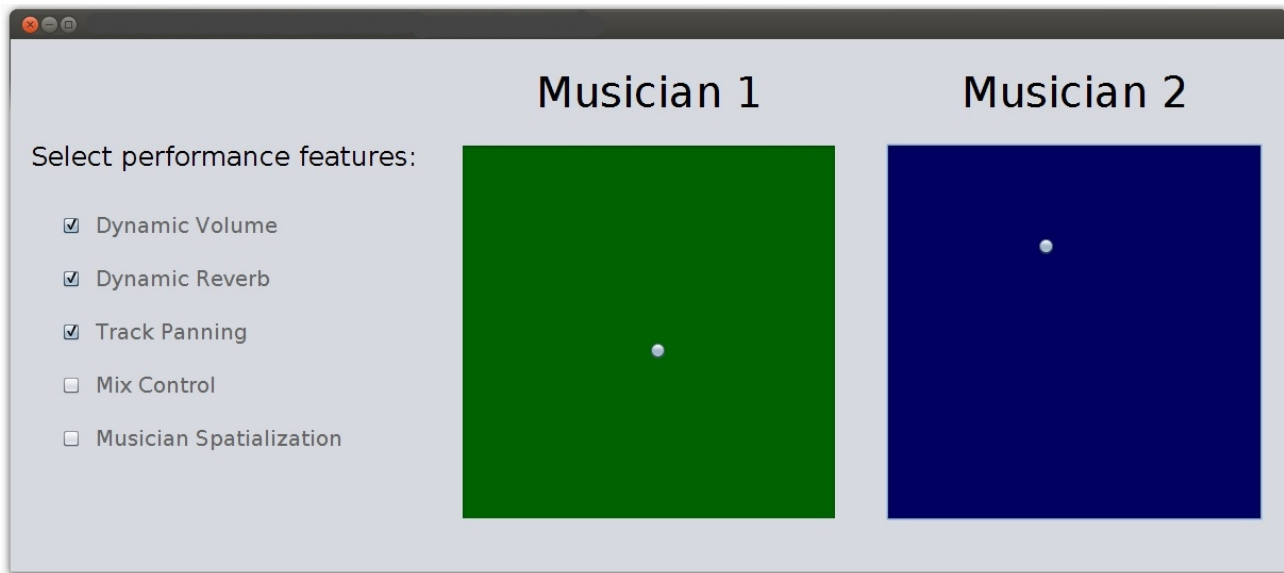 Musician 1
Musician 2
Select performance features:
Dynamic Volume
Dynamic Reverb
Track Panning
Mix Control
Musician Spatialization